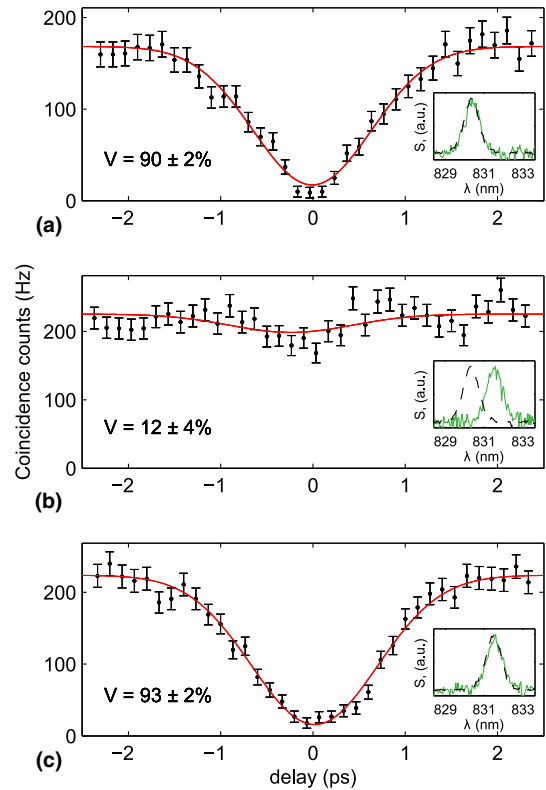 200
100
0
V = 90 ± 2%
S, (a.u.)
829 831 833
λ (nm)
(a)
−2 −1 0 1 2
Coincidence counts (Hz)
200
100
0
V = 12 ± 4%
S, (a.u.)
829 831 833
λ (nm)
(b)
−2 −1 0 1 2
200
100
0
V = 93 ± 2%
S, (a.u.)
829 831 833
λ (nm)
(c)
−2 −1 0 1 2
delay (ps)